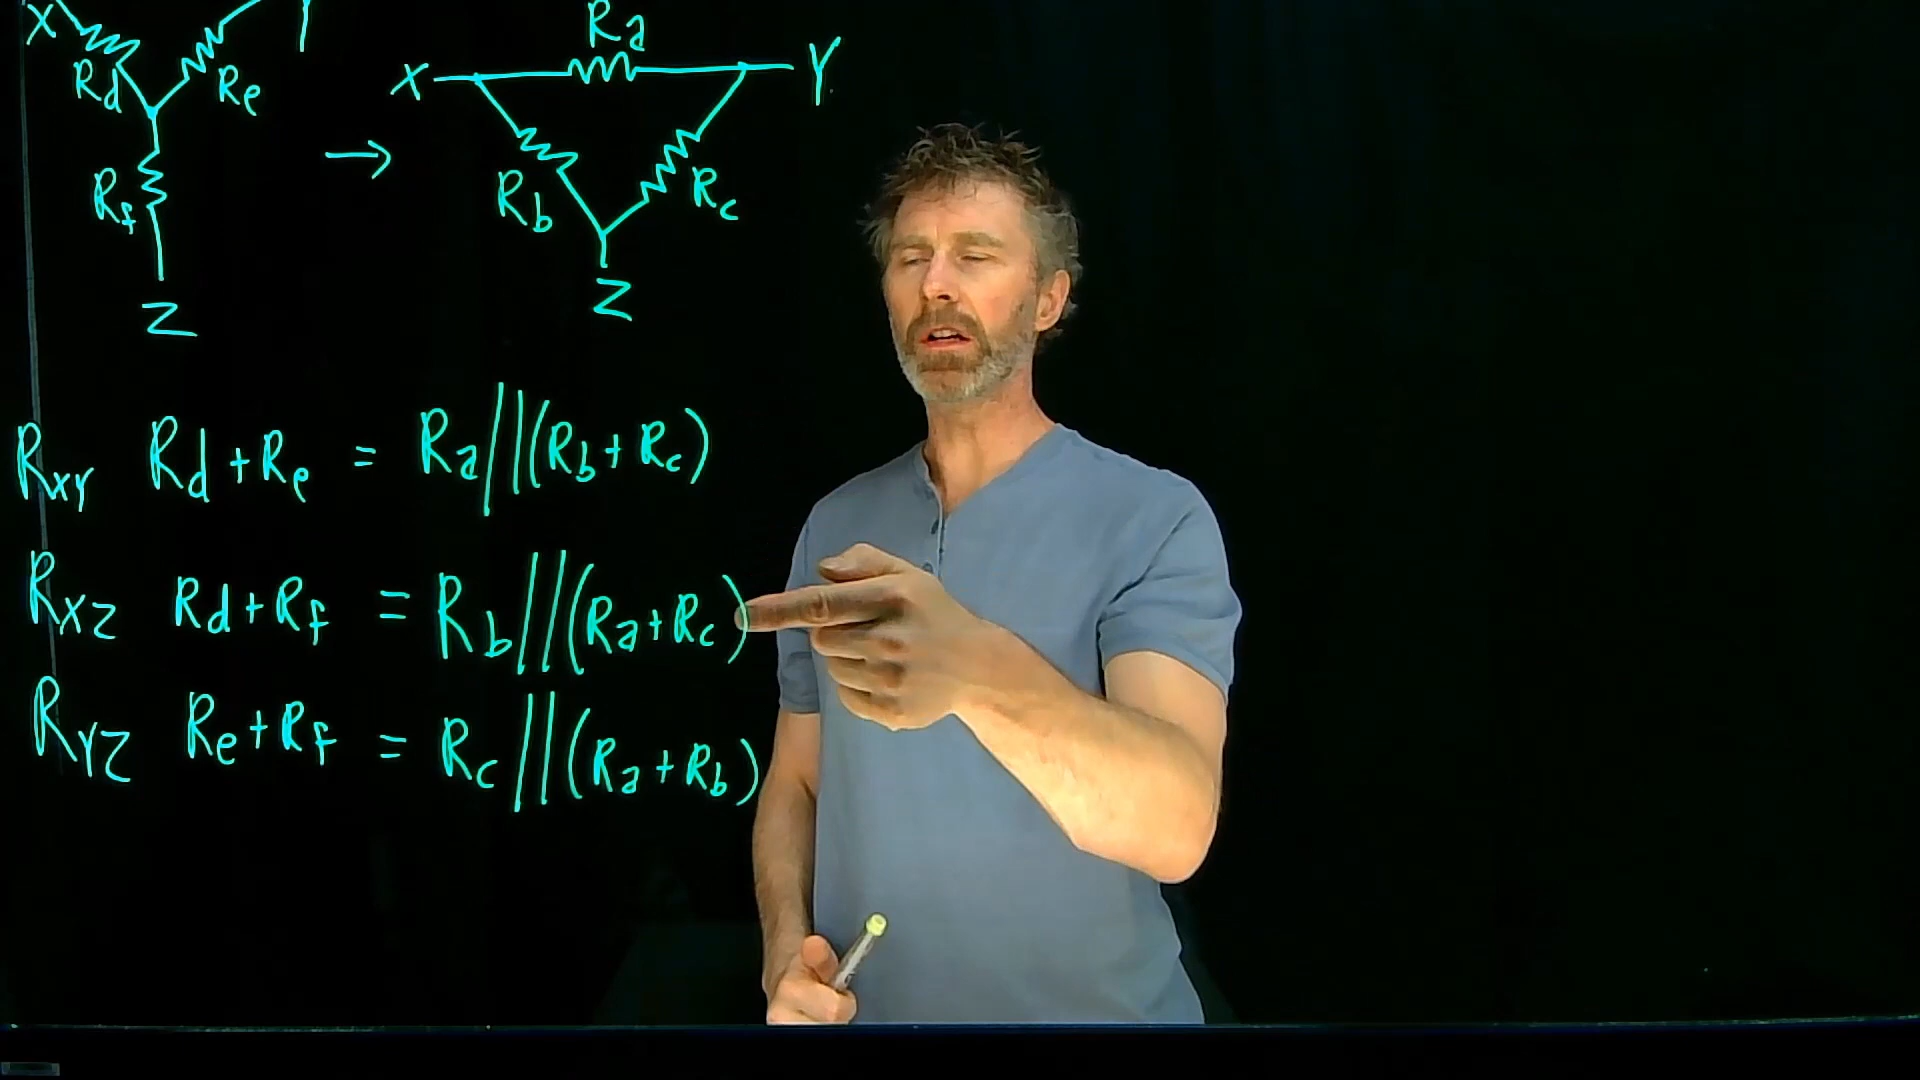 X Y
Rd Re
Rf
Z
→
Ra
X Y
Rb Rc
Z
Rxy Rd + Re = Ra||(Rb + Rc)
Rxz Rd + Rf = Rb||(Ra + Rc)
Ryz Re + Rf = Rc||(Ra + Rb)